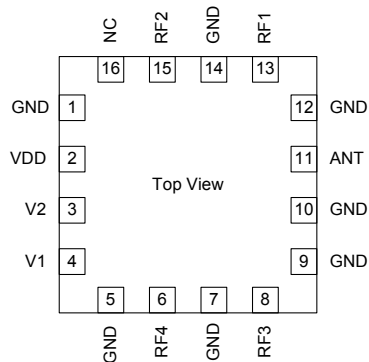 NC RF2 GND RF1
16 15 14 13
GND 1 12 GND
VDD 2 11 ANT
Top View
V2 3 10 GND
V1 4 9 GND
5 6 7 8
GND RF4 GND RF3